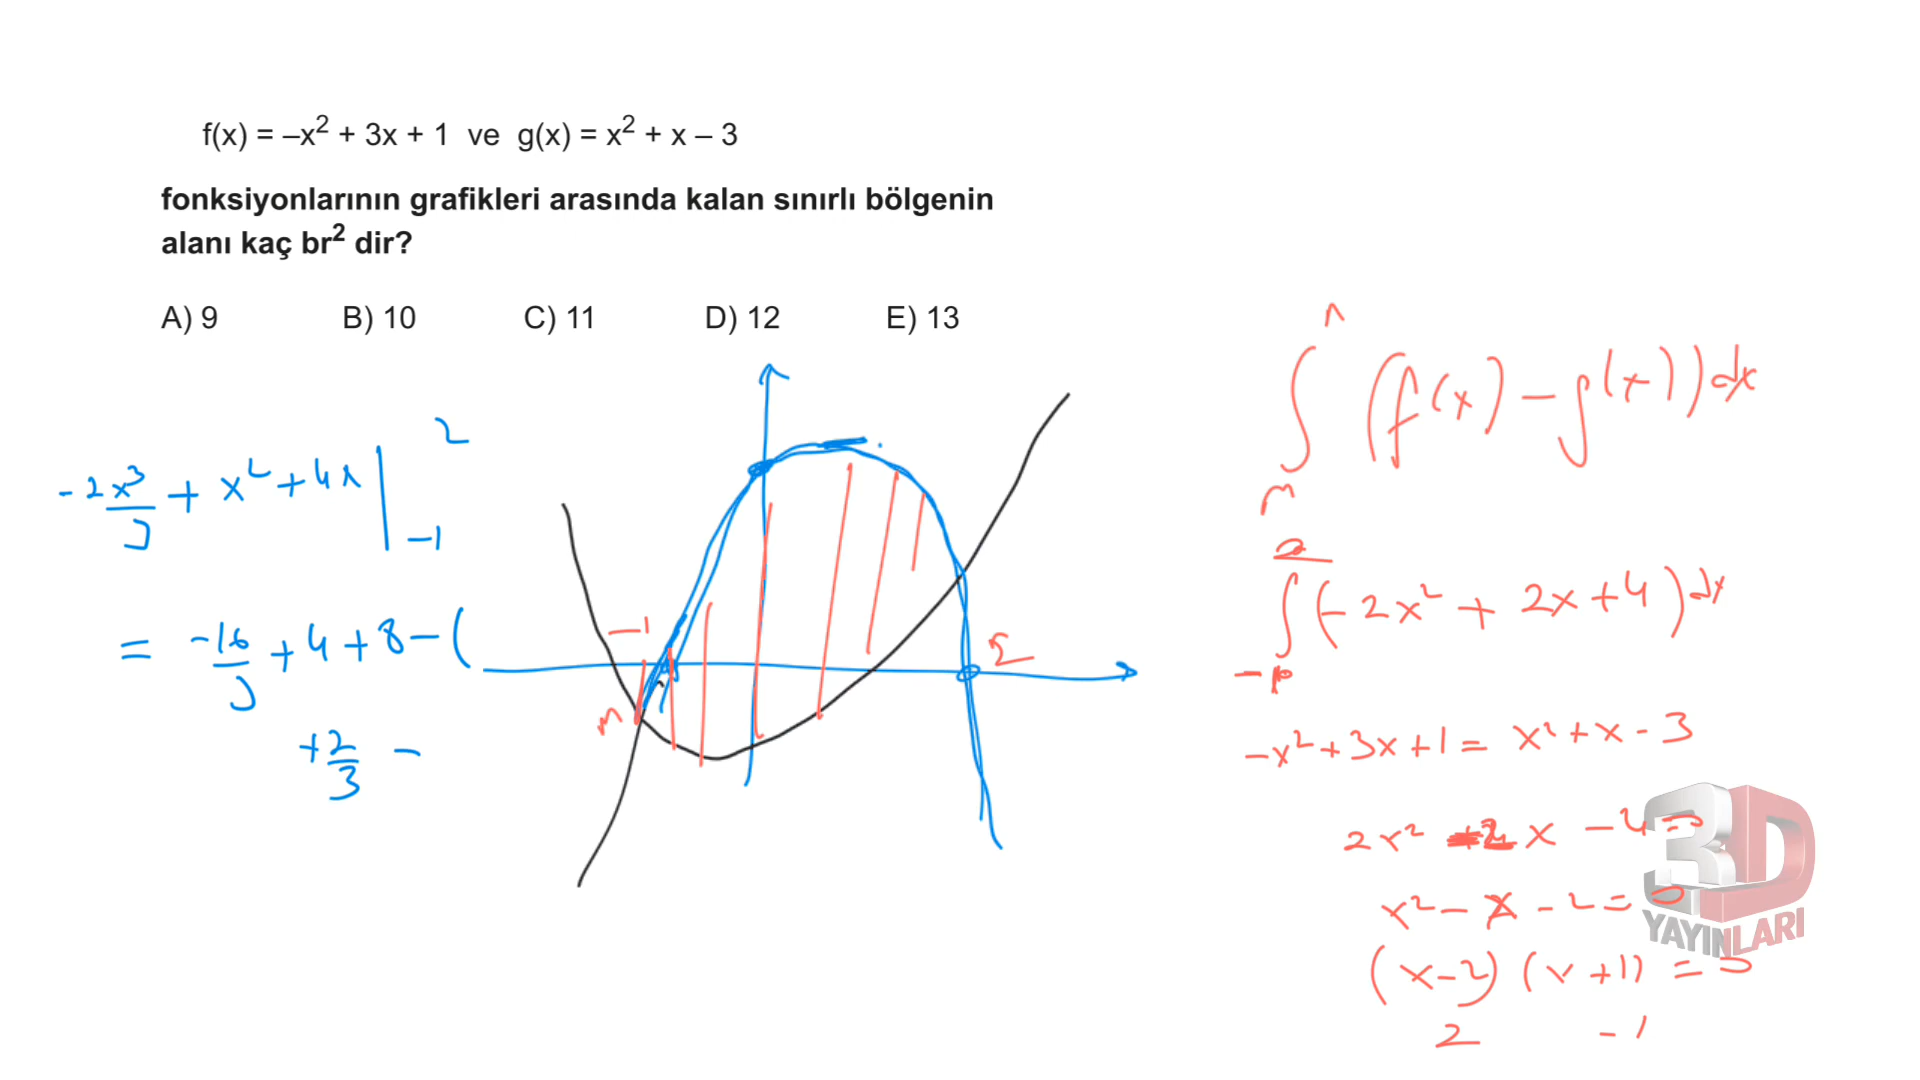 f(x) = –x² + 3x + 1 ve g(x) = x² + x – 3
fonksiyonlarının grafikleri arasında kalan sınırlı bölgenin
alanı kaç br² dir?
A) 9 B) 10 C) 11 D) 12 E) 13
∫ₘⁿ (f(x) – g(x)) dx
-2x³/3 + x² + 4x |₋₁²
= -16/3 + 4 + 8 - (
+2/3 -
-1
m
2
∫₋₁² (-2x² + 2x + 4) dx
-x² + 3x + 1 = x² + x - 3
2x² - 2x - 4 = 0
x² - x - 2 = 0
(x-2) (x+1) = 0
2 -1
3D
YAYINLARI